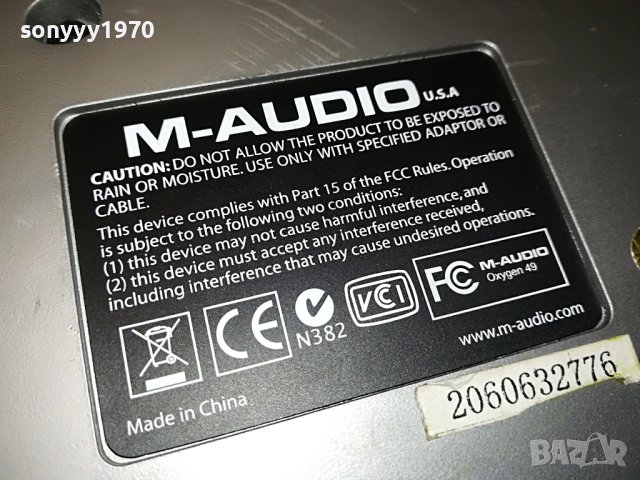 sonyyy1970
M-AUDIO U.S.A
CAUTION: DO NOT ALLOW THE PRODUCT TO BE EXPOSED TO
RAIN OR MOISTURE. USE ONLY WITH SPECIFIED ADAPTOR OR
CABLE.
This device complies with Part 15 of the FCC Rules. Operation
is subject to the following two conditions:
(1) this device may not cause harmful interference, and
(2) this device must accept any interference received,
including interference that may cause undesired operations.
CE
N382
VCI
FC M-AUDIO
Oxygen 49
www.m-audio.com
Made in China
2060632776
BAZAR